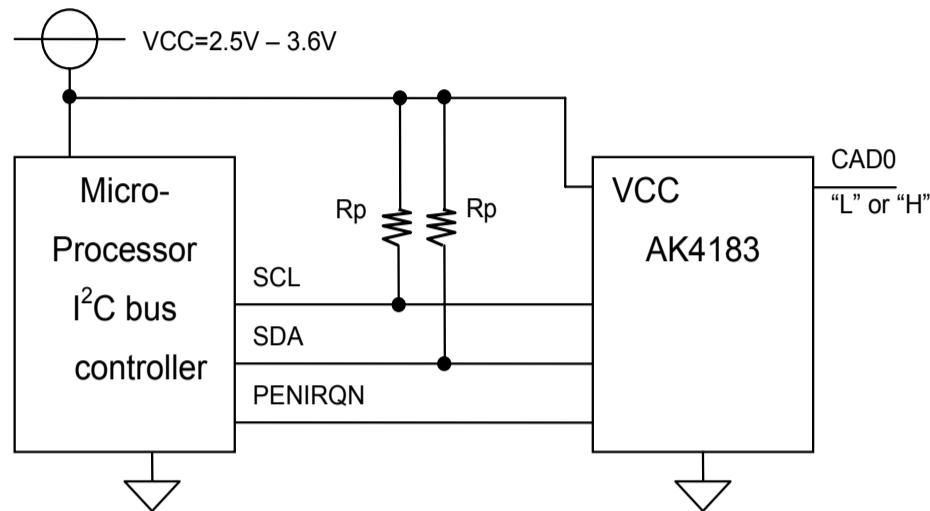 VCC=2.5V – 3.6V
Micro-
Processor
I²C bus
controller
Rp
Rp
SCL
SDA
PENIRQN
VCC
AK4183
CAD0
“L” or “H”